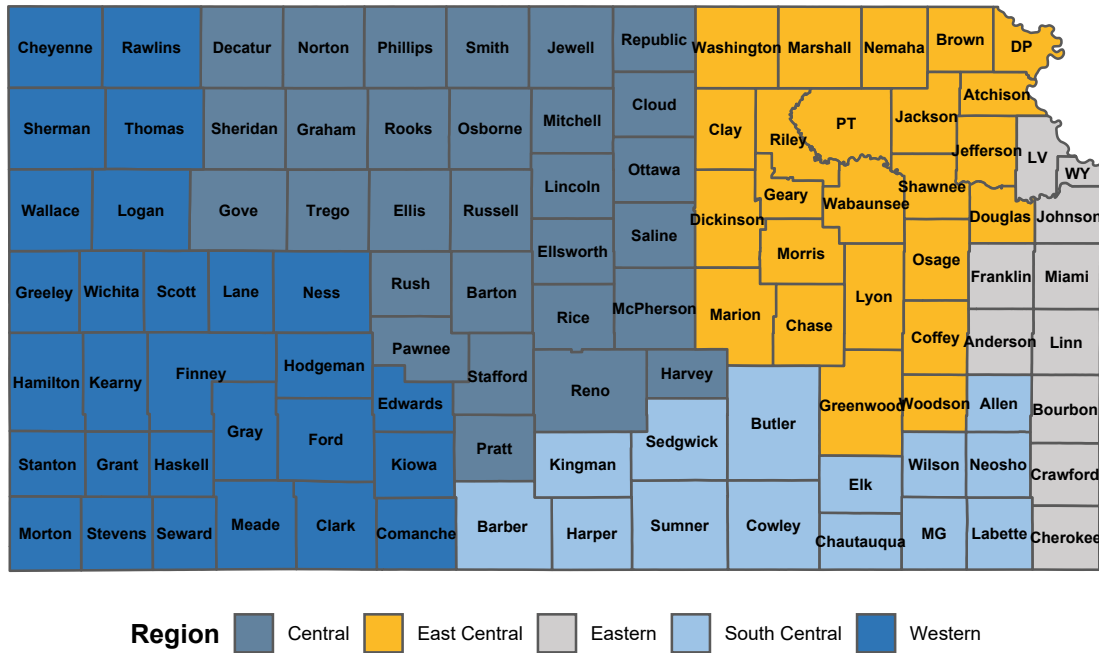 Cheyenne Rawlins Decatur Norton Phillips Smith Jewell Republic Washington Marshall Nemaha Brown DP
Sherman Thomas Sheridan Graham Rooks Osborne Mitchell Cloud Clay Riley PT Jackson Atchison
Jefferson LV WY
Wallace Logan Gove Trego Ellis Russell Lincoln Ottawa Dickinson Geary Wabaunsee Shawnee Douglas Johnson
Ellsworth Saline Morris Osage
Greeley Wichita Scott Lane Ness Rush Barton Rice McPherson Marion Chase Lyon Franklin Miami
Coffey Anderson Linn
Hamilton Kearny Finney Hodgeman Pawnee Stafford Reno Harvey
Edwards Butler Greenwood Woodson Allen Bourbon
Gray Ford Sedgwick
Stanton Grant Haskell Kiowa Pratt Kingman Elk Wilson Neosho Crawford
Morton Stevens Seward Meade Clark Comanche Barber Harper Sumner Cowley Chautauqua MG Labette Cherokee
Region Central East Central Eastern South Central Western